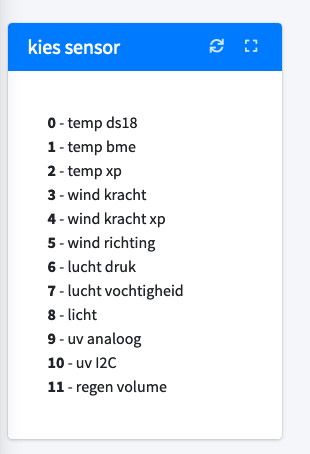 kies sensor
0 - temp ds18
1 - temp bme
2 - temp xp
3 - wind kracht
4 - wind kracht xp
5 - wind richting
6 - lucht druk
7 - lucht vochtigheid
8 - licht
9 - uv analoog
10 - uv I2C
11 - regen volume